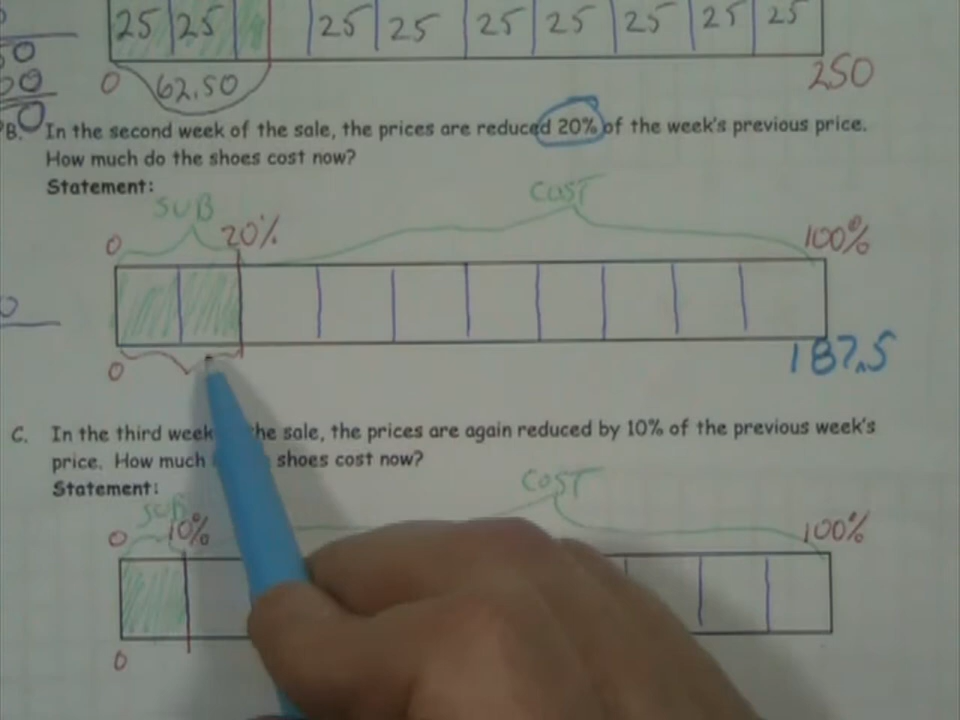 25 25 25 25 25 25 25 25 25
0 62.50 250
B. In the second week of the sale, the prices are reduced 20% of the week's previous price.
How much do the shoes cost now?
Statement:
SUB COST
0 20% 100%
0 187.5
C. In the third week the sale, the prices are again reduced by 10% of the previous week's
price. How much shoes cost now?
Statement:
SUB COST
0 10% 100%
0